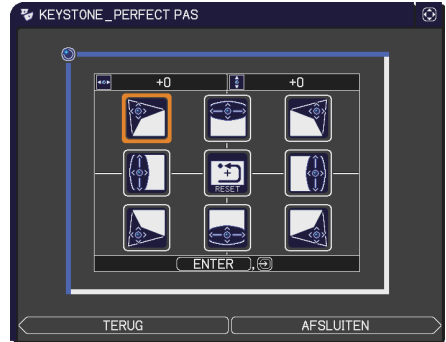 KEYSTONE_PERFECT PAS
+0 +0
RESET
ENTER ,
TERUG AFSLUITEN